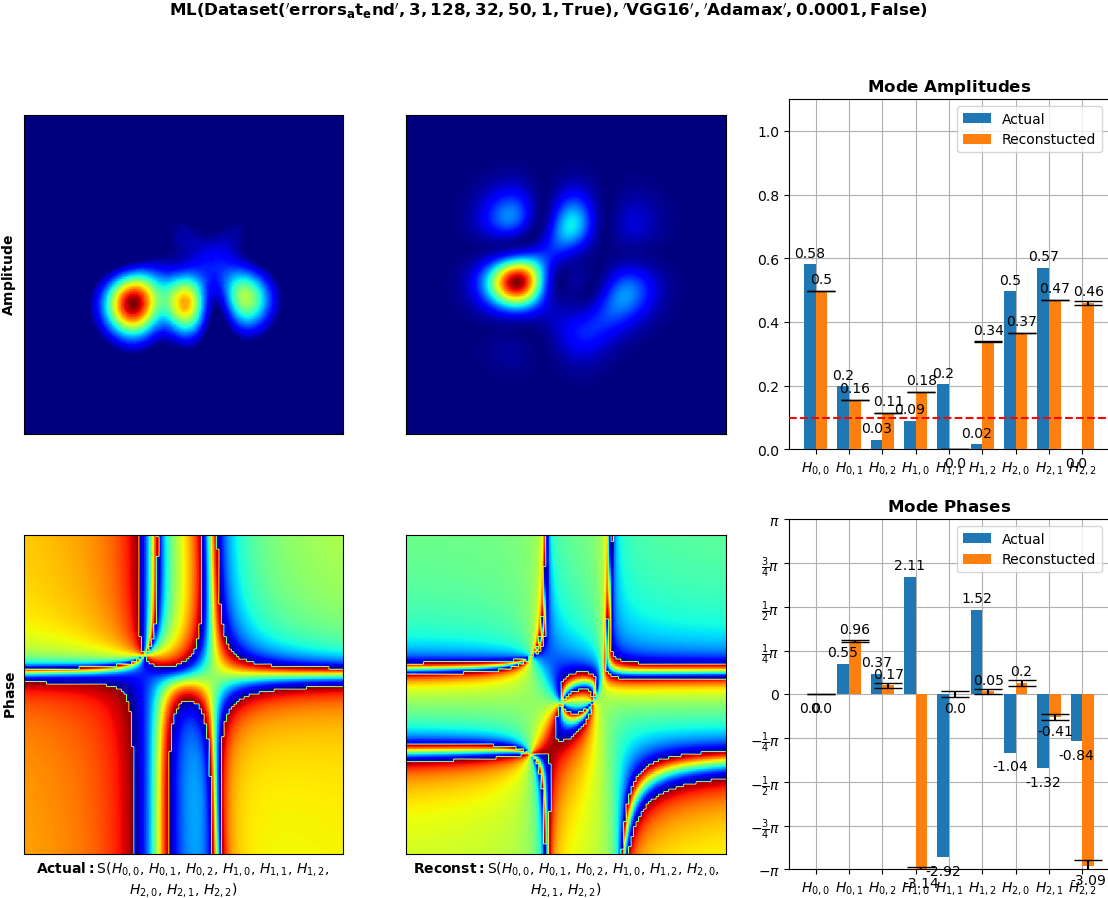 ML(Dataset('errors_at_end', 3, 128, 32, 50, 1, True), 'VGG16', 'Adamax', 0.0001, False)
Mode Amplitudes
Amplitude
Actual
Reconstucted
1.0
0.8
0.6
0.4
0.2
0.0
0.58 0.5 0.2 0.16 0.03 0.11 0.09 0.18 0.2 0.0 0.02 0.34 0.5 0.37 0.57 0.47 0.0 0.46
H0,0 H0,1 H0,2 H1,0 H1,1 H1,2 H2,0 H2,1 H2,2
Mode Phases
Phase
Actual
Reconstucted
π
3/4π
1/2π
1/4π
0
−1/4π
−1/2π
−3/4π
−π
0.0 0.0 0.55 0.96 0.37 0.17 2.11 -3.14 -2.92 0.0 1.52 0.05 -1.04 0.2 -1.32 -0.41 -0.84 -3.09
H0,0 H0,1 H0,2 H1,0 H1,1 H1,2 H2,0 H2,1 H2,2
Actual: S(H0,0, H0,1, H0,2, H1,0, H1,1, H1,2,
H2,0, H2,1, H2,2)
Reconst: S(H0,0, H0,1, H0,2, H1,0, H1,2, H2,0,
H2,1, H2,2)